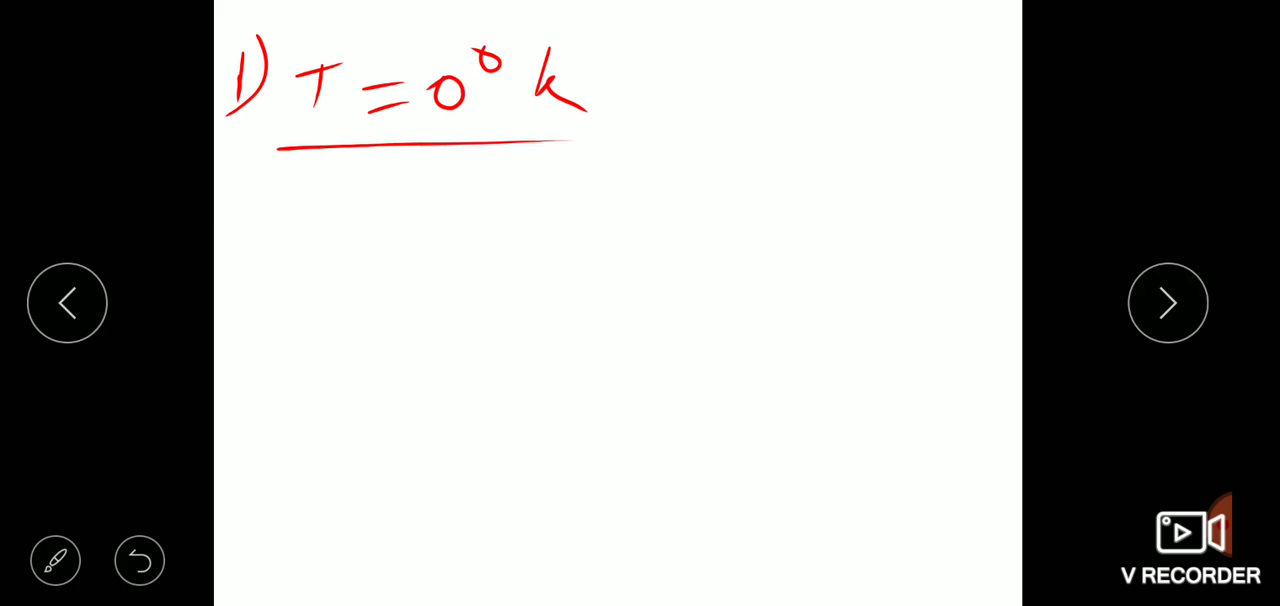 1) T = 0° k
V RECORDER